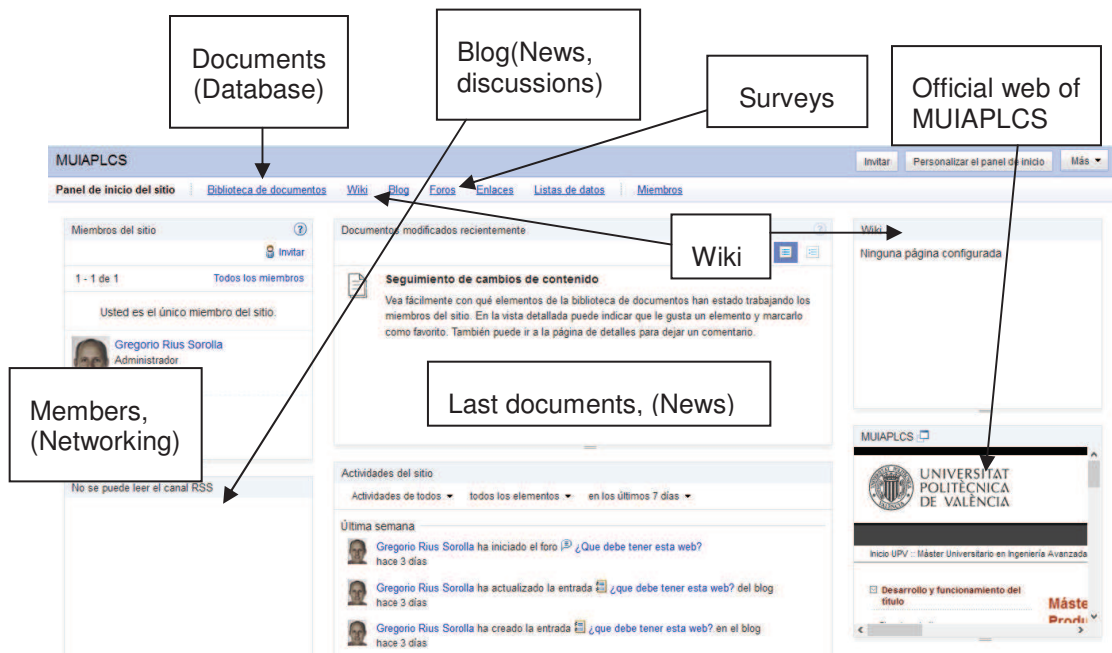 Documents
(Database)
Blog(News,
discussions)
Surveys
Official web of
MUIAPLCS
MUIAPLCS
Invitar
Personalizar el panel de inicio
Más
Panel de inicio del sitio
Biblioteca de documentos
Wiki
Blog
Foros
Enlaces
Listas de datos
Miembros
Miembros del sitio
Invitar
1 - 1 de 1
Todos los miembros
Usted es el único miembro del sitio.
Gregorio Rius Sorolla
Administrador
Members,
(Networking)
No se puede leer el canal RSS
Documentos modificados recientemente
Wiki
Seguimiento de cambios de contenido
Vea fácilmente con qué elementos de la biblioteca de documentos han estado trabajando los
miembros del sitio. En la vista detallada puede indicar que le gusta un elemento y marcarlo
como favorito. También puede ir a la página de detalles para dejar un comentario.
Last documents, (News)
Actividades del sitio
Actividades de todos
todos los elementos
en los últimos 7 días
Última semana
Gregorio Rius Sorolla ha iniciado el foro ¿Que debe tener esta web?
hace 3 días
Gregorio Rius Sorolla ha actualizado la entrada ¿que debe tener esta web? del blog
hace 3 días
Gregorio Rius Sorolla ha creado la entrada ¿que debe tener esta web? en el blog
hace 3 días
Wiki
Ninguna página configurada
MUIAPLCS
UNIVERSITAT
POLITÈCNICA
DE VALÈNCIA
Inicio UPV :: Máster Universitario en Ingeniería Avanzada
Desarrollo y funcionamiento del
título
Máste
Produ